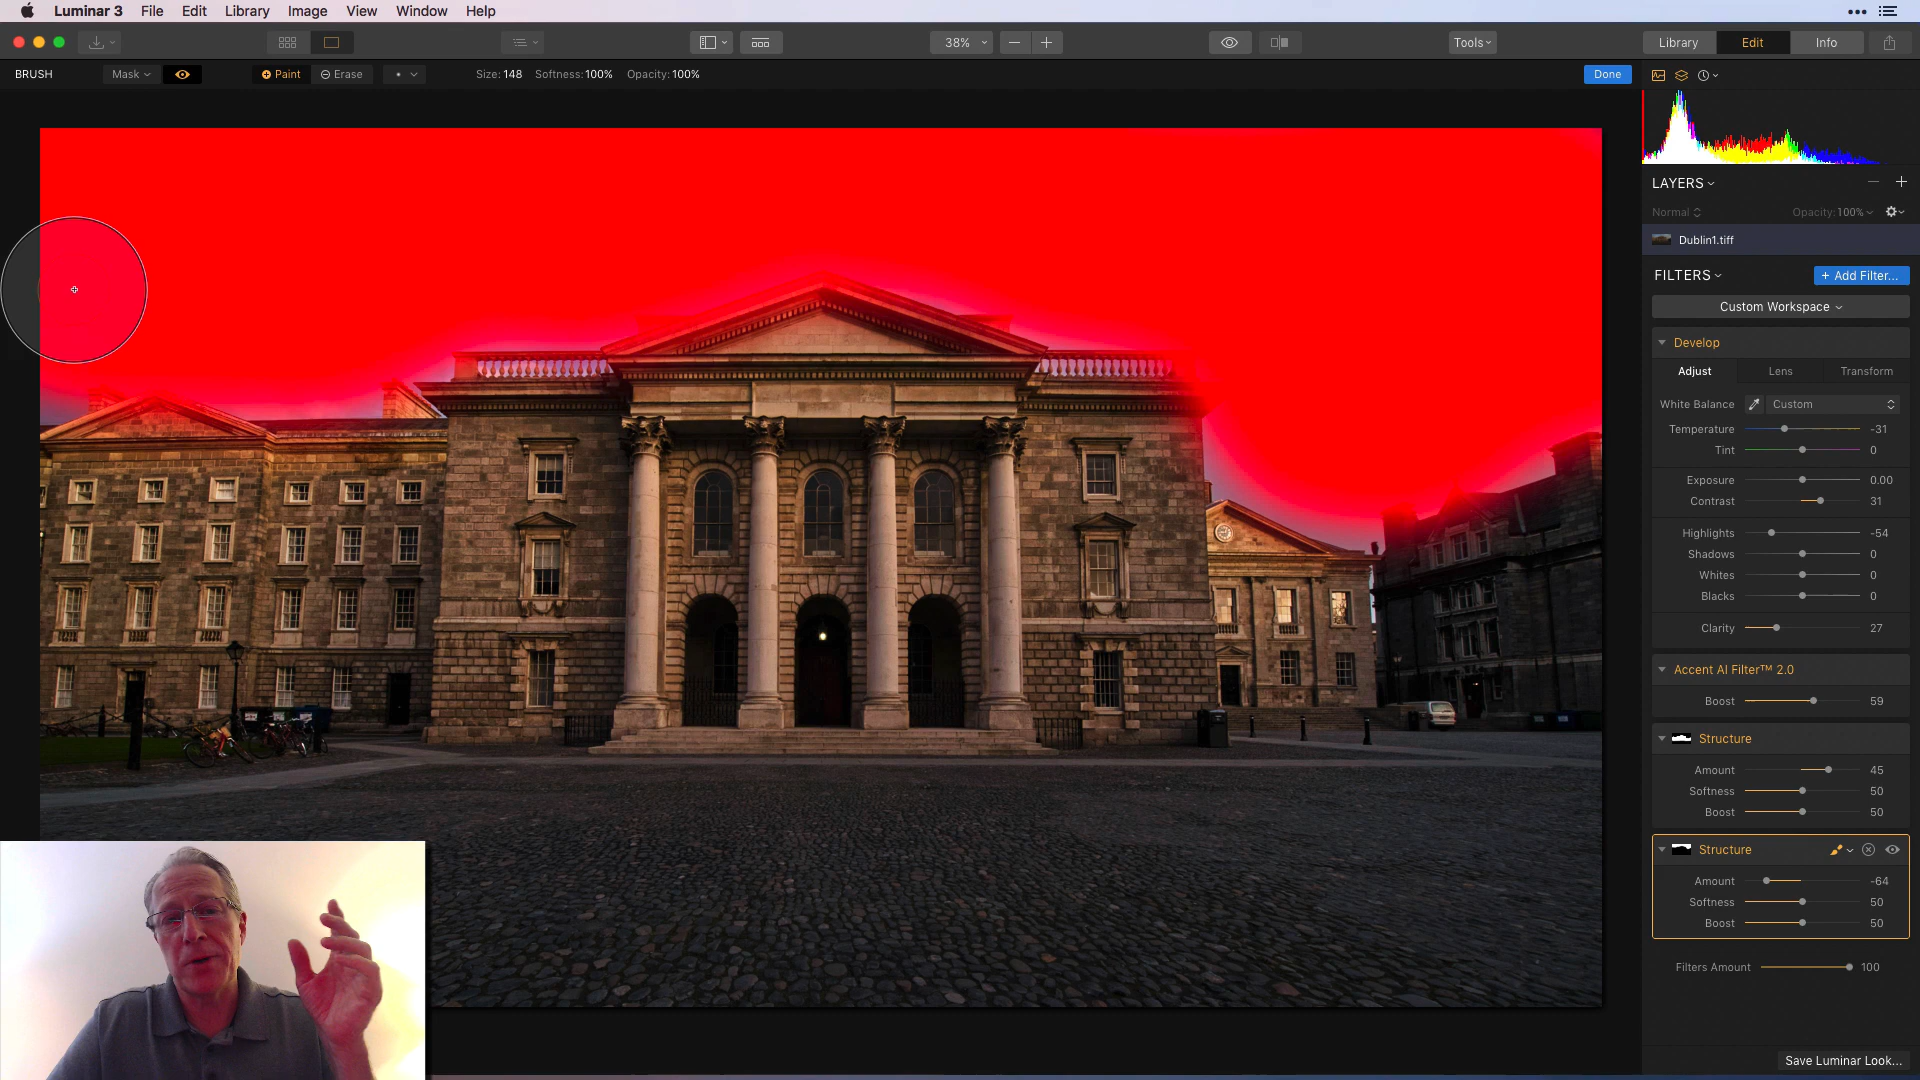 Luminar 3 File Edit Library Image View Window Help
38% Tools Library Edit Info
BRUSH Mask Paint Erase Size: 148 Softness: 100% Opacity: 100% Done
LAYERS
Normal Opacity: 100%
Dublin1.tiff
FILTERS + Add Filter...
Custom Workspace
Develop
Adjust Lens Transform
White Balance Custom
Temperature -31
Tint 0
Exposure 0.00
Contrast 31
Highlights -54
Shadows 0
Whites 0
Blacks 0
Clarity 27
Accent AI Filter™ 2.0
Boost 59
Structure
Amount 45
Softness 50
Boost 50
Structure
Amount -64
Softness 50
Boost 50
Filters Amount 100
Save Luminar Look...